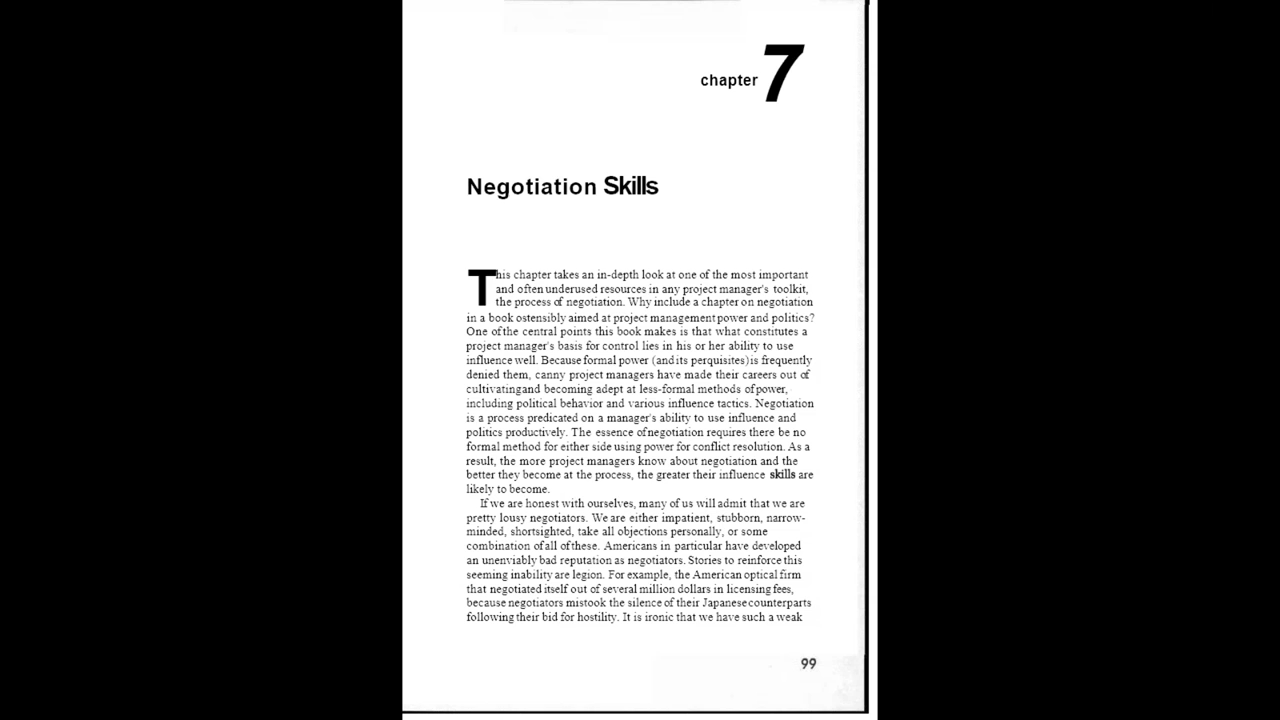 chapter 7
Negotiation Skills
This chapter takes an in-depth look at one of the most important
and often underused resources in any project manager's toolkit,
the process of negotiation. Why include a chapter on negotiation
in a book ostensibly aimed at project management power and politics?
One of the central points this book makes is that what constitutes a
project manager's basis for control lies in his or her ability to use
influence well. Because formal power (and its perquisites) is frequently
denied them, canny project managers have made their careers out of
cultivating and becoming adept at less-formal methods of power,
including political behavior and various influence tactics. Negotiation
is a process predicated on a manager's ability to use influence and
politics productively. The essence of negotiation requires there be no
formal method for either side using power for conflict resolution. As a
result, the more project managers know about negotiation and the
better they become at the process, the greater their influence skills are
likely to become.
If we are honest with ourselves, many of us will admit that we are
pretty lousy negotiators. We are either impatient, stubborn, narrow-
minded, shortsighted, take all objections personally, or some
combination of all of these. Americans in particular have developed
an unenviably bad reputation as negotiators. Stories to reinforce this
seeming inability are legion. For example, the American optical firm
that negotiated itself out of several million dollars in licensing fees,
because negotiators mistook the silence of their Japanese counterparts
following their bid for hostility. It is ironic that we have such a weak
99